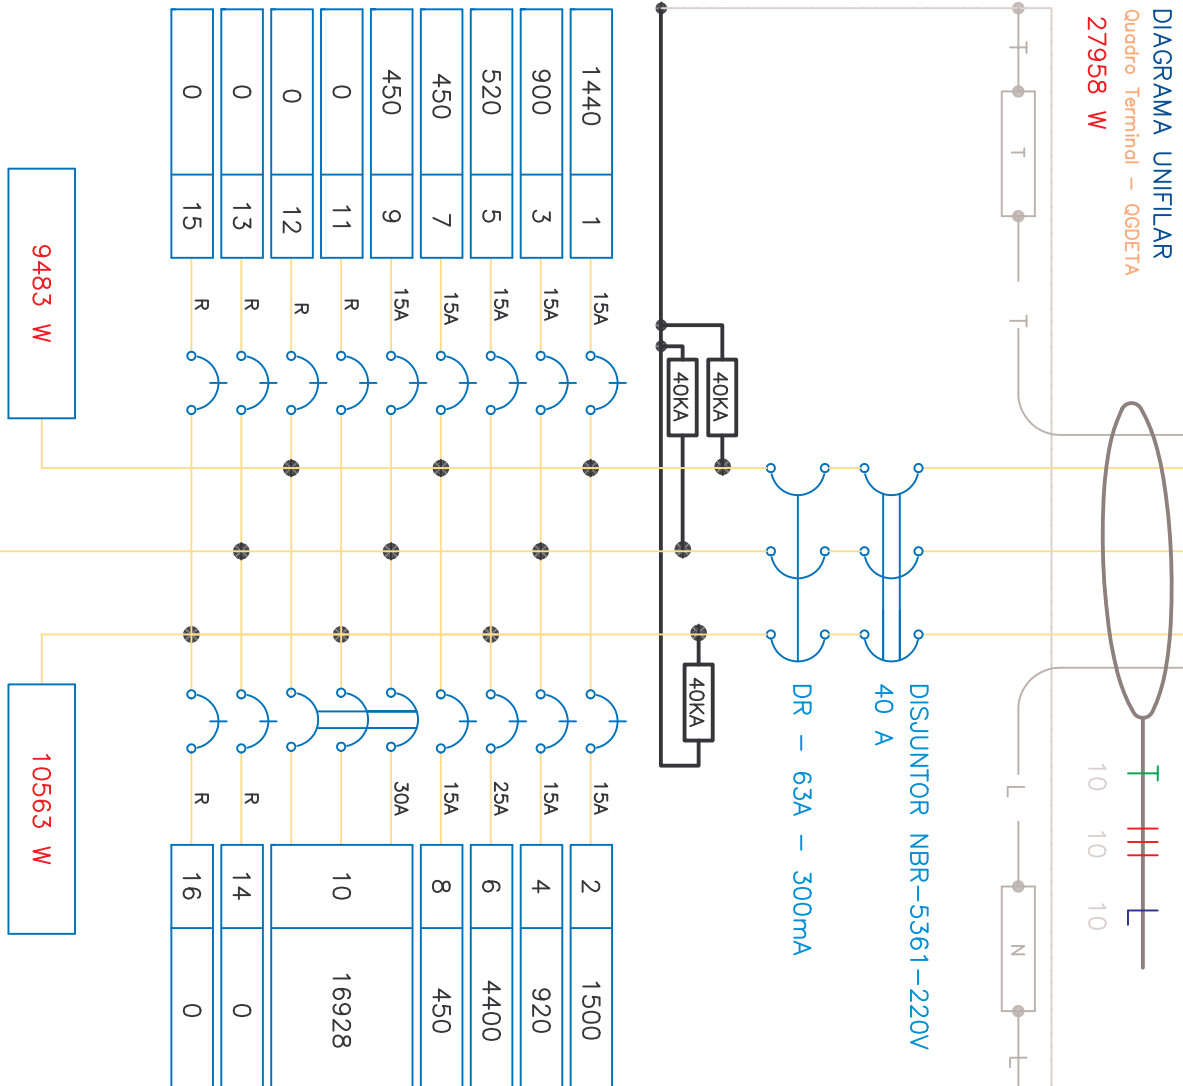 DIAGRAMA UNIFILAR
Quadro Terminal - QGDETA
27958 W
T
T
T
10
10
10
L
N
L
DISJUNTOR NBR-5361-220V
40 A
DR - 63A - 300mA
40KA
40KA
40KA
1440 1 15A 15A 2 1500
900 3 15A 15A 4 920
520 5 15A 25A 6 4400
450 7 15A 15A 8 450
450 9 15A 30A
0 11 R 10 16928
0 12 R
0 13 R R 14 0
0 15 R R 16 0
9483 W
10563 W